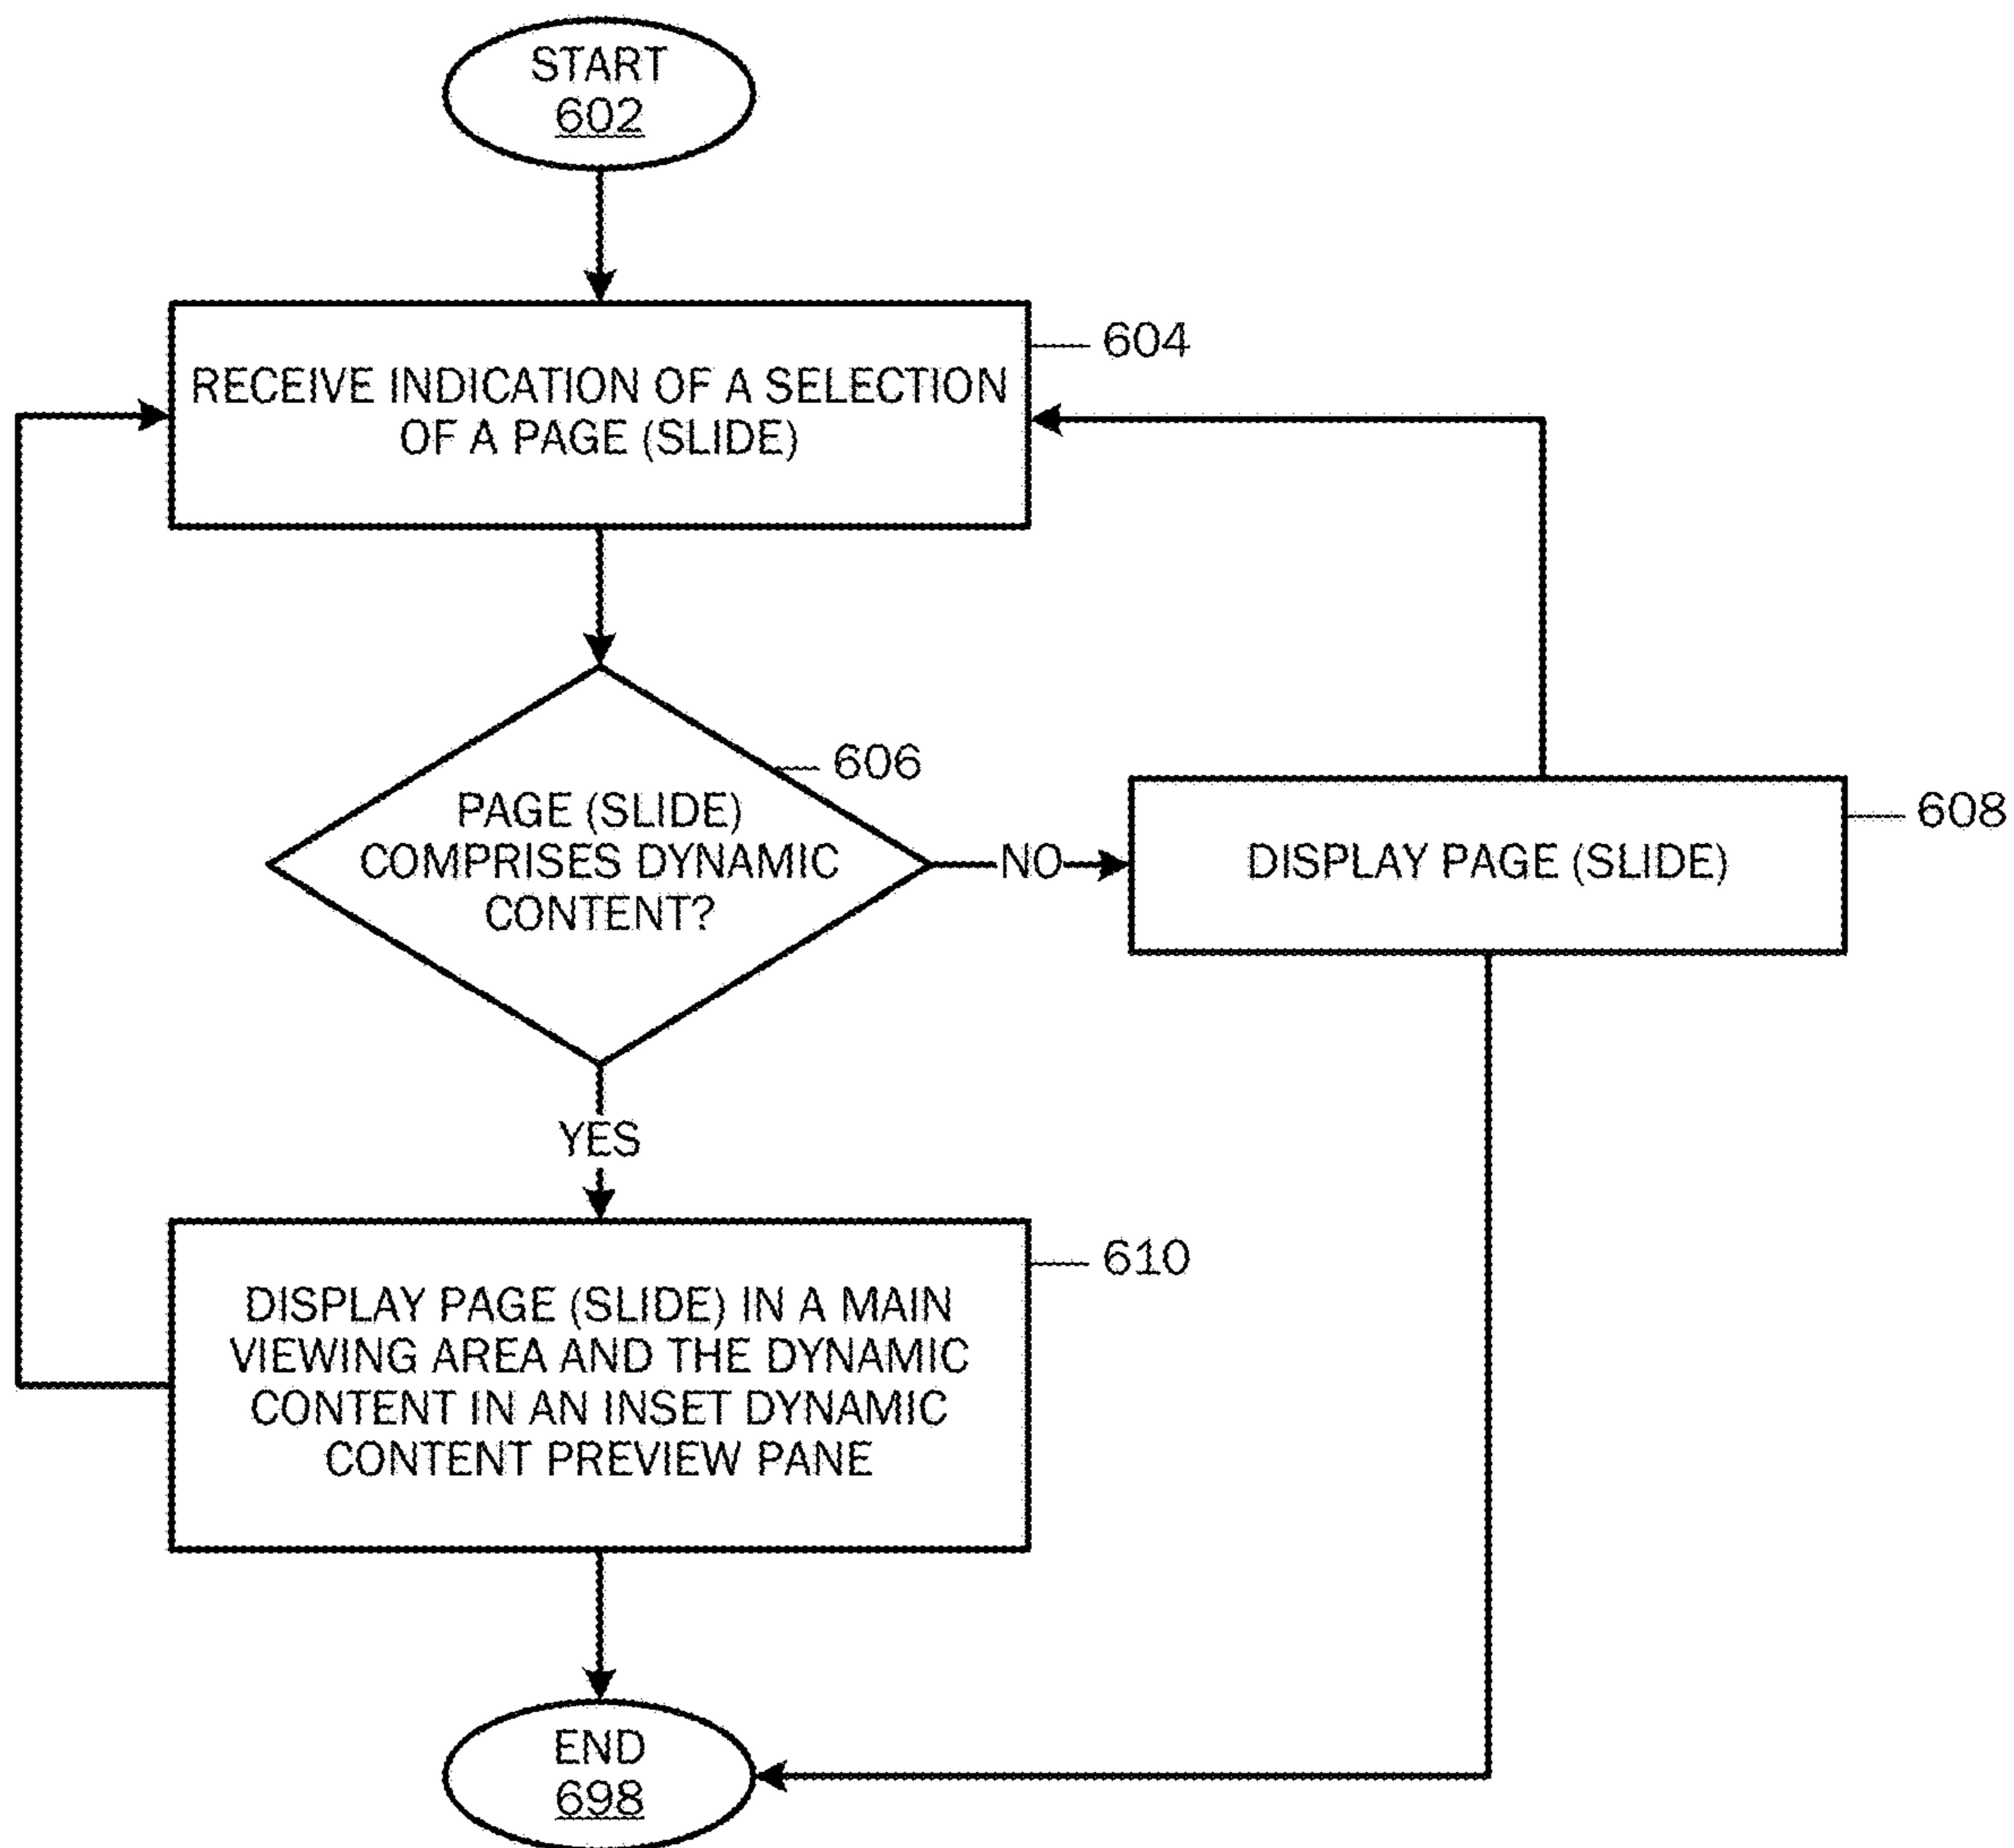 START
602
604
RECEIVE INDICATION OF A SELECTION
OF A PAGE (SLIDE)
606
PAGE (SLIDE)
COMPRISES DYNAMIC
CONTENT?
NO
608
DISPLAY PAGE (SLIDE)
YES
610
DISPLAY PAGE (SLIDE) IN A MAIN
VIEWING AREA AND THE DYNAMIC
CONTENT IN AN INSET DYNAMIC
CONTENT PREVIEW PANE
END
698